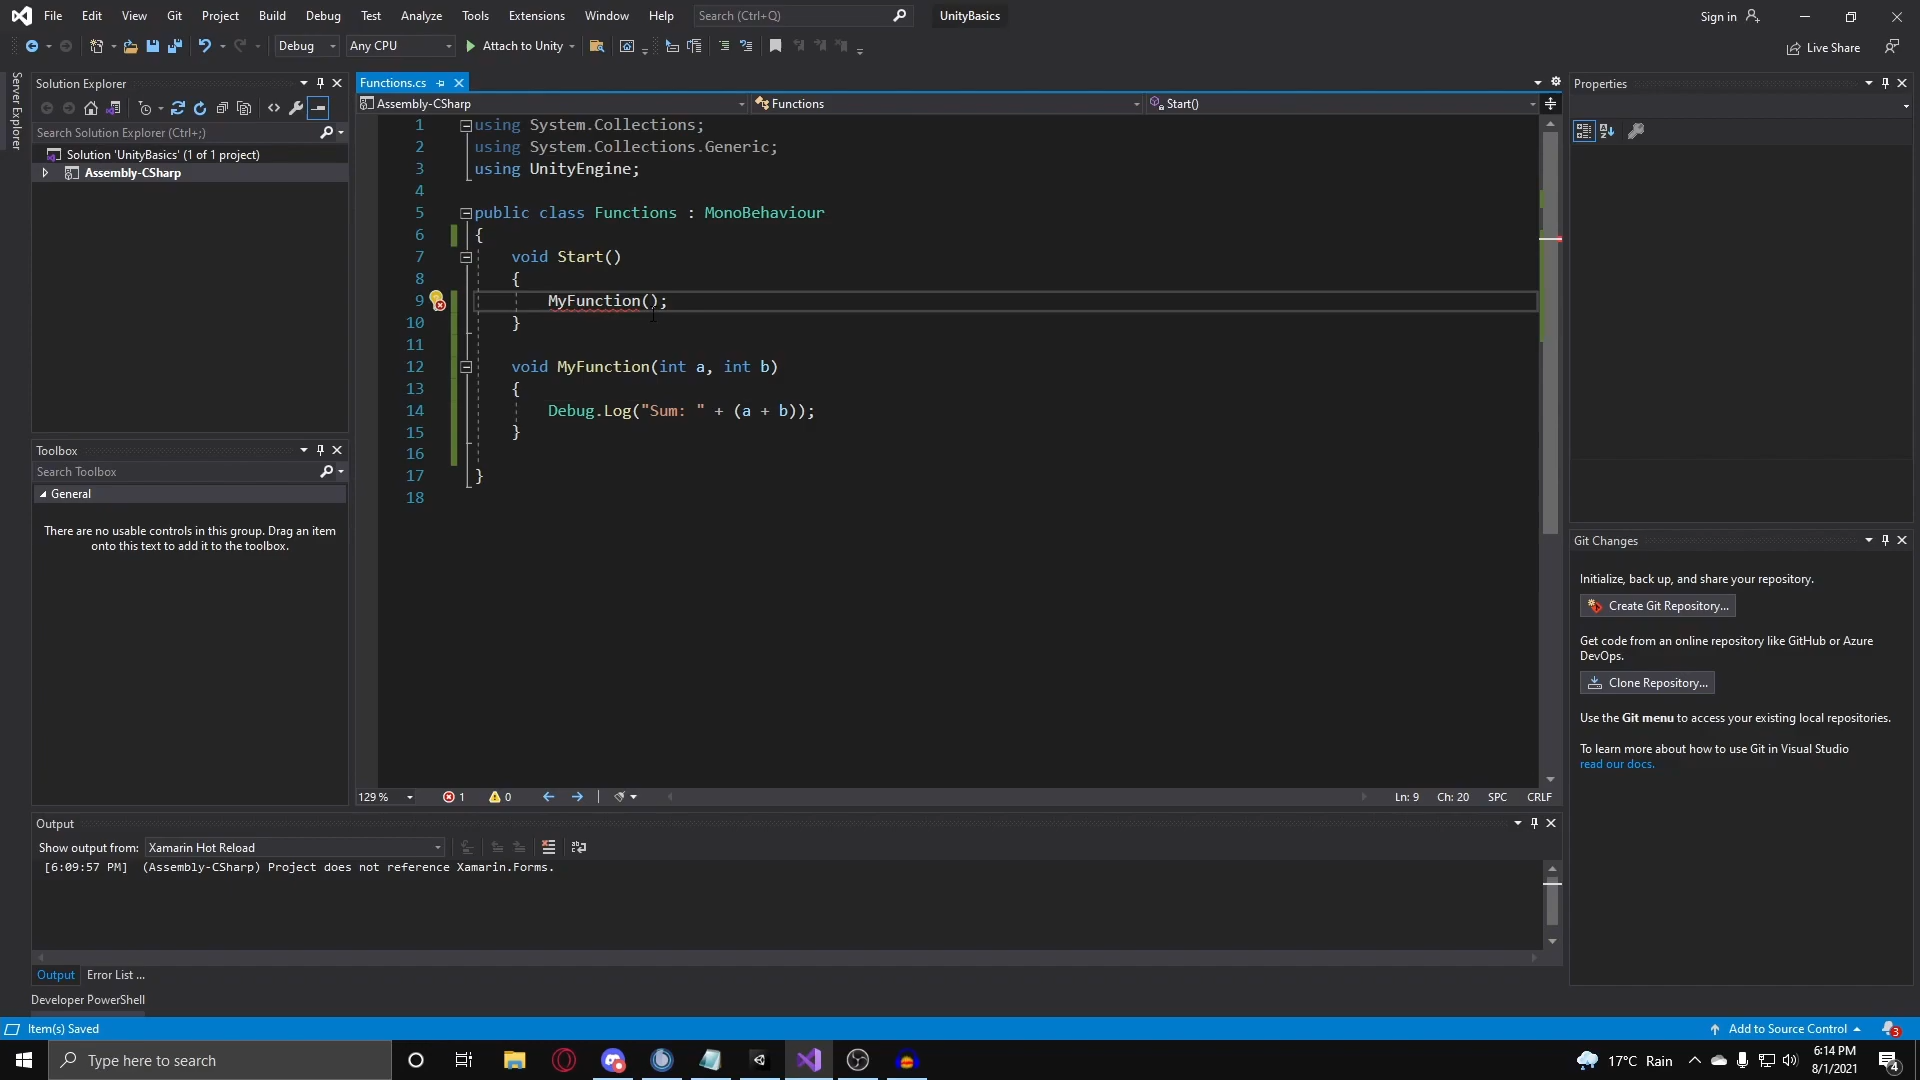 File Edit View Git Project Build Debug Test Analyze Tools Extensions Window Help Search (Ctrl+Q) UnityBasics Sign in
Debug Any CPU Attach to Unity Live Share
Server Explorer
Solution Explorer
Search Solution Explorer (Ctrl+;)
Solution 'UnityBasics' (1 of 1 project)
Assembly-CSharp
Toolbox
Search Toolbox
General
There are no usable controls in this group. Drag an item
onto this text to add it to the toolbox.
Functions.cs
Assembly-CSharp Functions Start()
1 using System.Collections;
2 using System.Collections.Generic;
3 using UnityEngine;
4
5 public class Functions : MonoBehaviour
6 {
7 void Start()
8 {
9 MyFunction();
10 }
11
12 void MyFunction(int a, int b)
13 {
14 Debug.Log("Sum: " + (a + b));
15 }
16
17 }
18
129 % 1 0 Ln: 9 Ch: 20 SPC CRLF
Properties
Git Changes
Initialize, back up, and share your repository.
Create Git Repository...
Get code from an online repository like GitHub or Azure
DevOps.
Clone Repository...
Use the Git menu to access your existing local repositories.
To learn more about how to use Git in Visual Studio
read our docs.
Output
Show output from: Xamarin Hot Reload
[6:09:57 PM] (Assembly-CSharp) Project does not reference Xamarin.Forms.
Output Error List ...
Developer PowerShell
Item(s) Saved Add to Source Control 3
Type here to search 17°C Rain 6:14 PM
8/1/2021 4